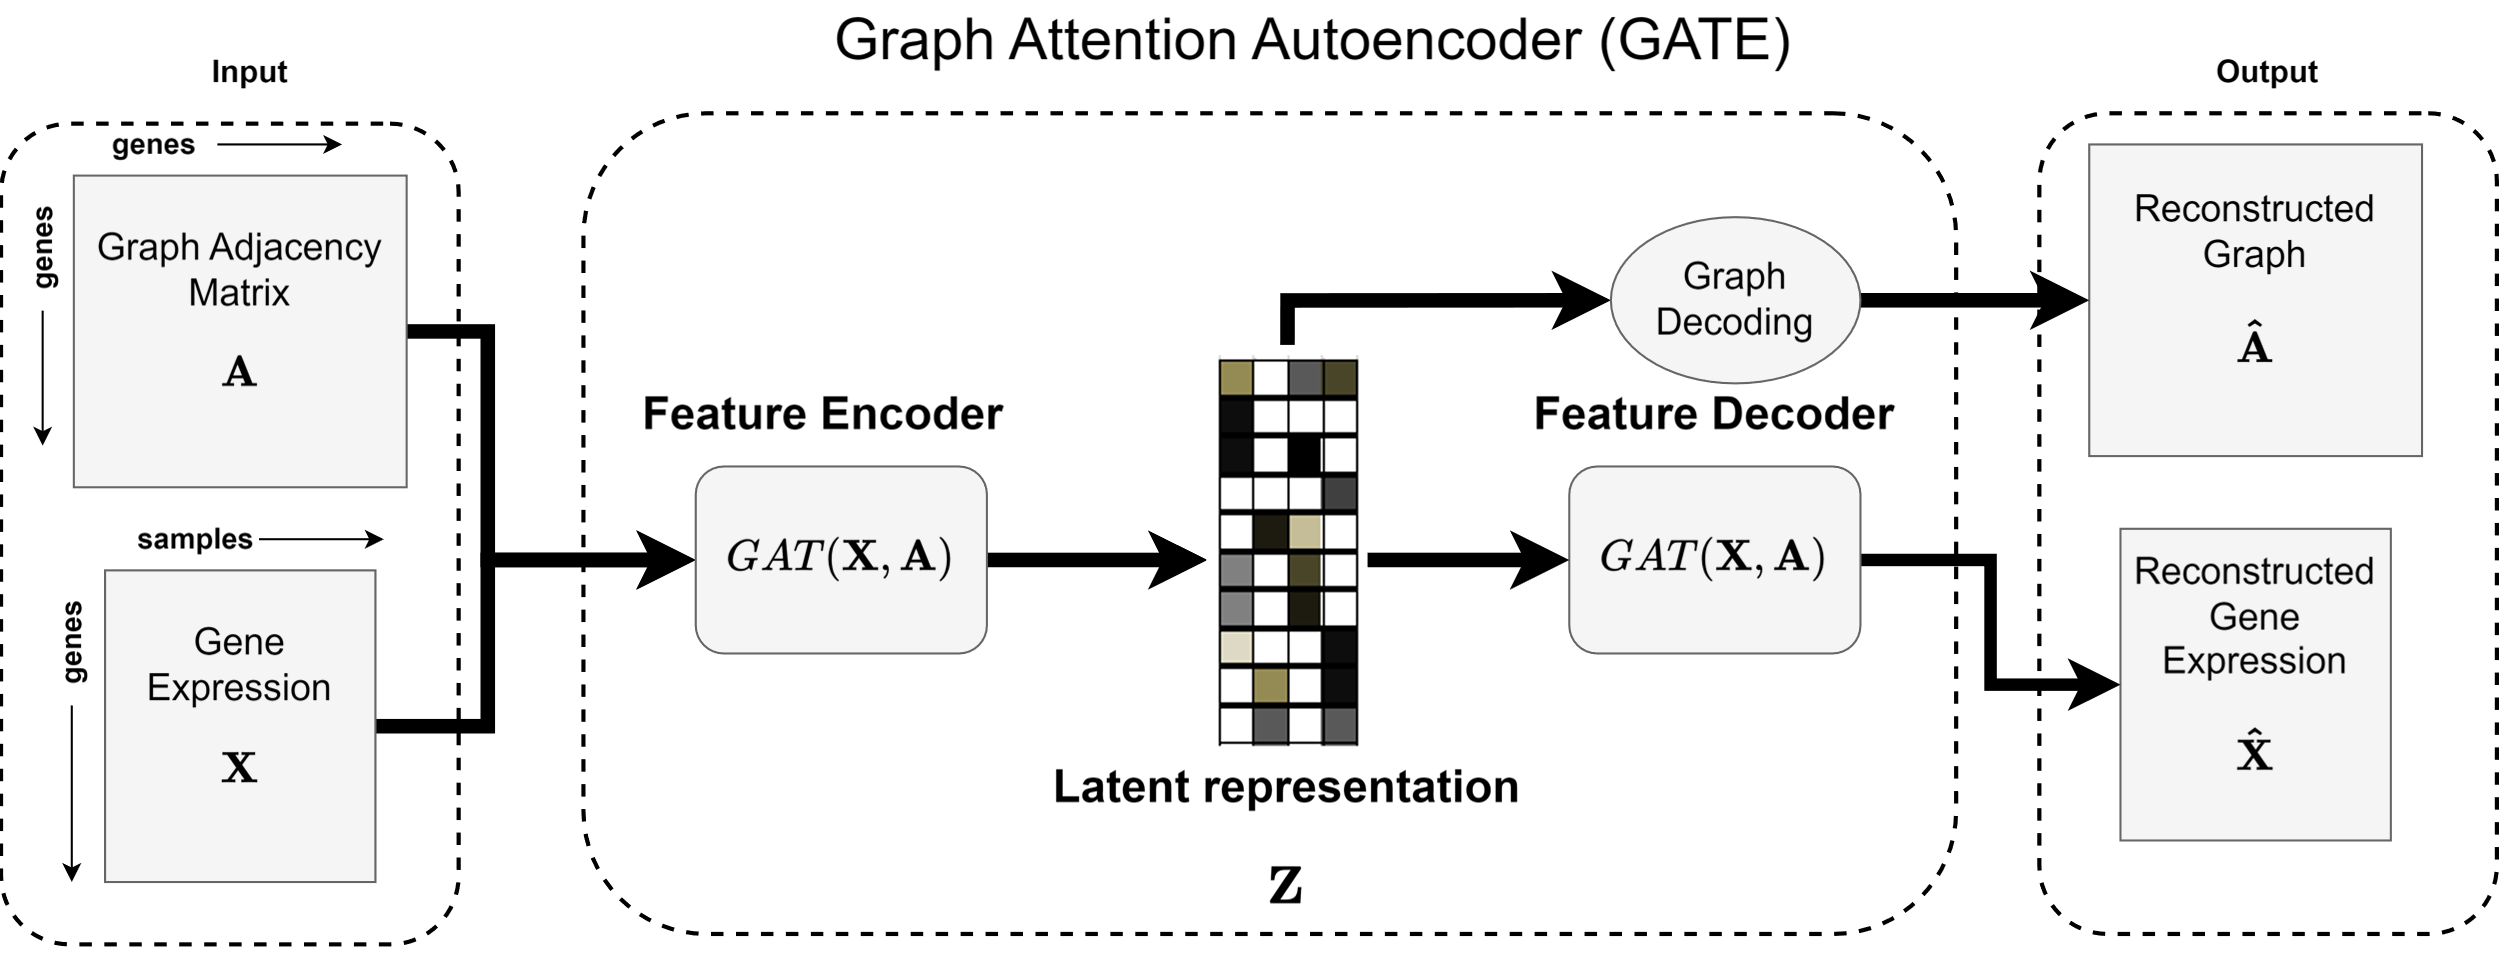 Graph Attention Autoencoder (GATE)
Input
genes
genes
Graph Adjacency
Matrix
A
samples
genes
Gene
Expression
X
Feature Encoder
GAT(X, A)
Latent representation
Z
Graph
Decoding
Feature Decoder
GAT(X, A)
Output
Reconstructed
Graph
Â
Reconstructed
Gene
Expression
X̂